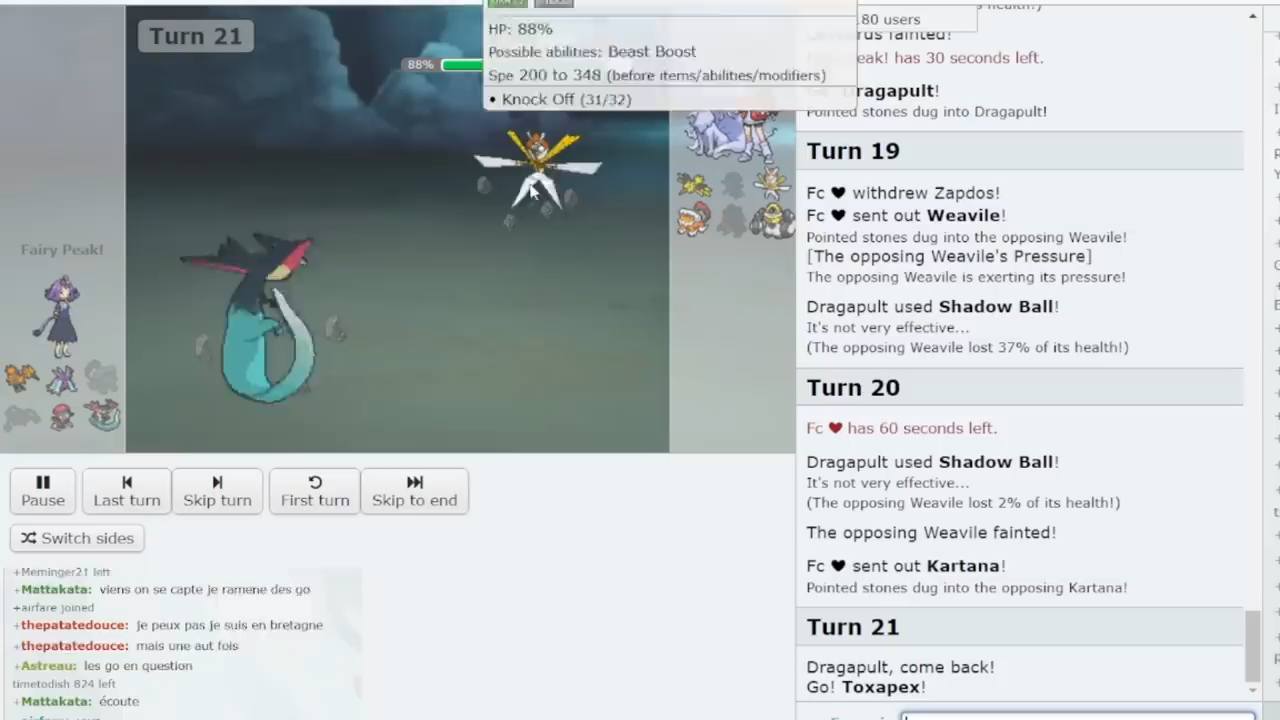 Turn 21
88%
HP: 88%
Possible abilities: Beast Boost
Spe 200 to 348 (before items/abilities/modifiers)
• Knock Off (31/32)
80 users
Fairy Peak!
Pause
Last turn
Skip turn
First turn
Skip to end
Switch sides
+Meminger21 left
+Mattakata: viens on se capte je ramene des go
+airfare joined
+thepatatedouce: je peux pas je suis en bretagne
+thepatatedouce: mais une aut fois
+Astreau: les go en question
timetodish 824 left
+Mattakata: écoute
fainted!
eak! has 30 seconds left.
Dragapult!
Pointed stones dug into Dragapult!
Turn 19
Fc ♥ withdrew Zapdos!
Fc ♥ sent out Weavile!
Pointed stones dug into the opposing Weavile!
[The opposing Weavile's Pressure]
The opposing Weavile is exerting its pressure!
Dragapult used Shadow Ball!
It's not very effective...
(The opposing Weavile lost 37% of its health!)
Turn 20
Fc ♥ has 60 seconds left.
Dragapult used Shadow Ball!
It's not very effective...
(The opposing Weavile lost 2% of its health!)
The opposing Weavile fainted!
Fc ♥ sent out Kartana!
Pointed stones dug into the opposing Kartana!
Turn 21
Dragapult, come back!
Go! Toxapex!